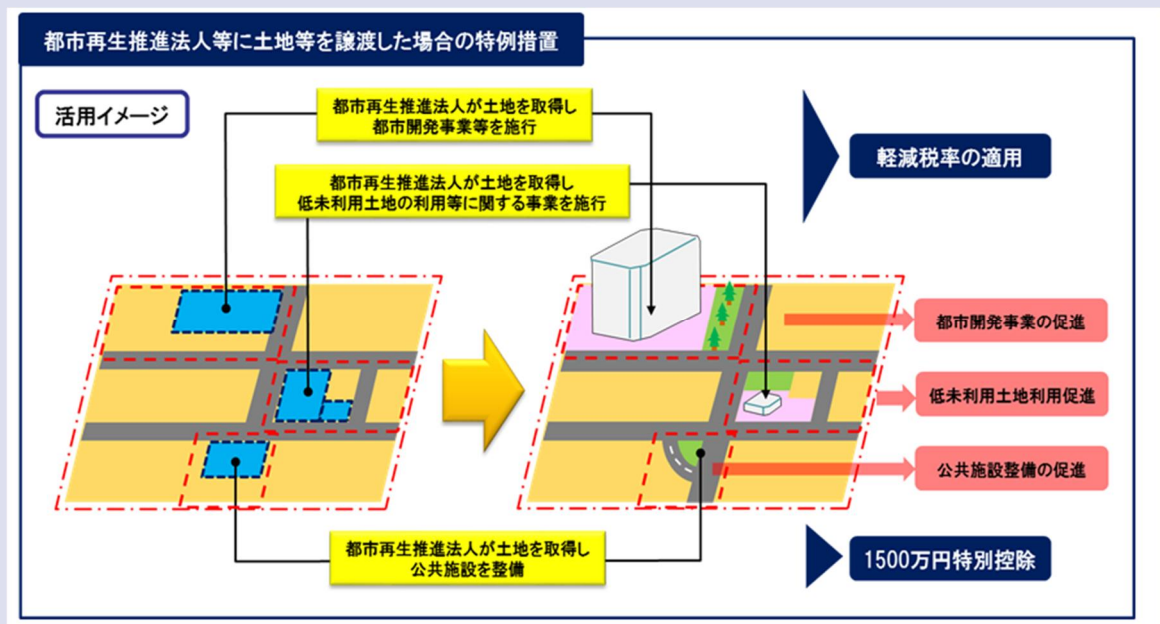 都市再生推進法人等に土地等を譲渡した場合の特例措置
活用イメージ
都市再生推進法人が土地を取得し
都市開発事業等を施行
軽減税率の適用
都市再生推進法人が土地を取得し
低未利用土地の利用等に関する事業を施行
都市開発事業の促進
低未利用土地利用促進
公共施設整備の促進
都市再生推進法人が土地を取得し
公共施設を整備
1500万円特別控除